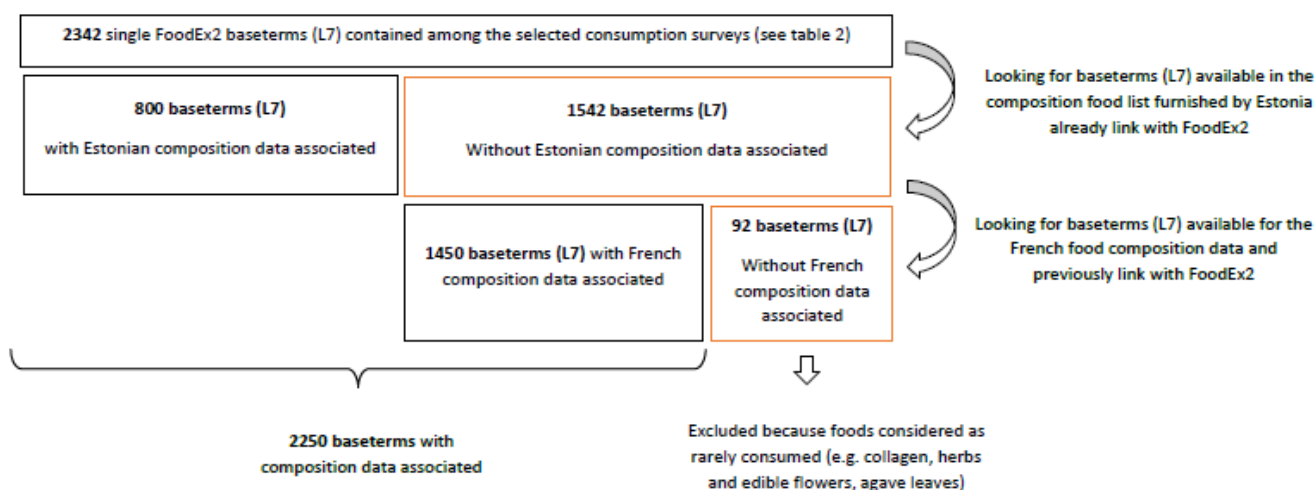 2342 single FoodEx2 baseterms (L7) contained among the selected consumption surveys (see table 2)
Looking for baseterms (L7) available in the
composition food list furnished by Estonia
already link with FoodEx2
800 baseterms (L7)
with Estonian composition data associated
1542 baseterms (L7)
Without Estonian composition data associated
Looking for baseterms (L7) available for the
French food composition data and
previously link with FoodEx2
1450 baseterms (L7) with French
composition data associated
92 baseterms (L7)
Without French
composition data
associated
2250 baseterms with
composition data associated
Excluded because foods considered as
rarely consumed (e.g. collagen, herbs
and edible flowers, agave leaves)